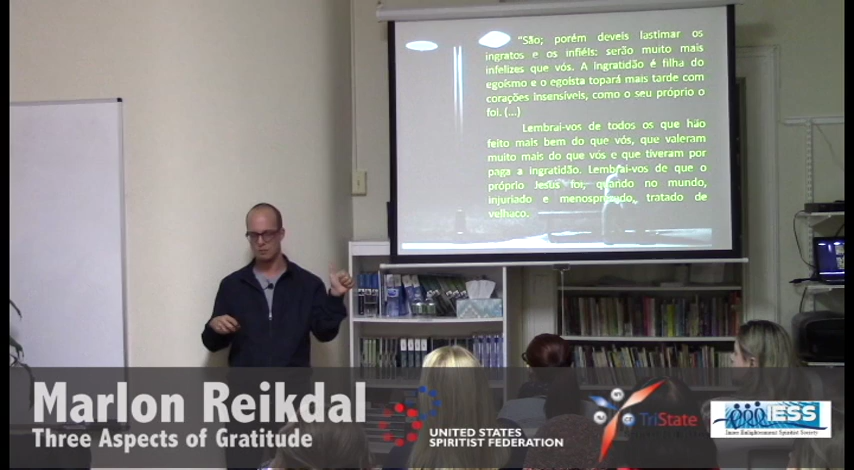 "São; porém deveis lastimar os
ingratos e os infiéis: serão muito mais
infelizes que vós. A ingratidão é filha do
egoísmo e o egoísta topará mais tarde com
corações insensíveis, como o seu próprio o
foi. (...)
Lembrai-vos de todos os que hão
feito mais bem do que vós, que valeram
muito mais do que vós e que tiveram por
paga a ingratidão. Lembrai-vos de que o
próprio Jesus foi, quando no mundo,
injuriado e menosprezado, tratado de
velhaco.
Marlon Reikdal
Three Aspects of Gratitude
UNITED STATES
SPIRITIST FEDERATION
TriState
IESS
Inner Enlightenment Spiritist Society